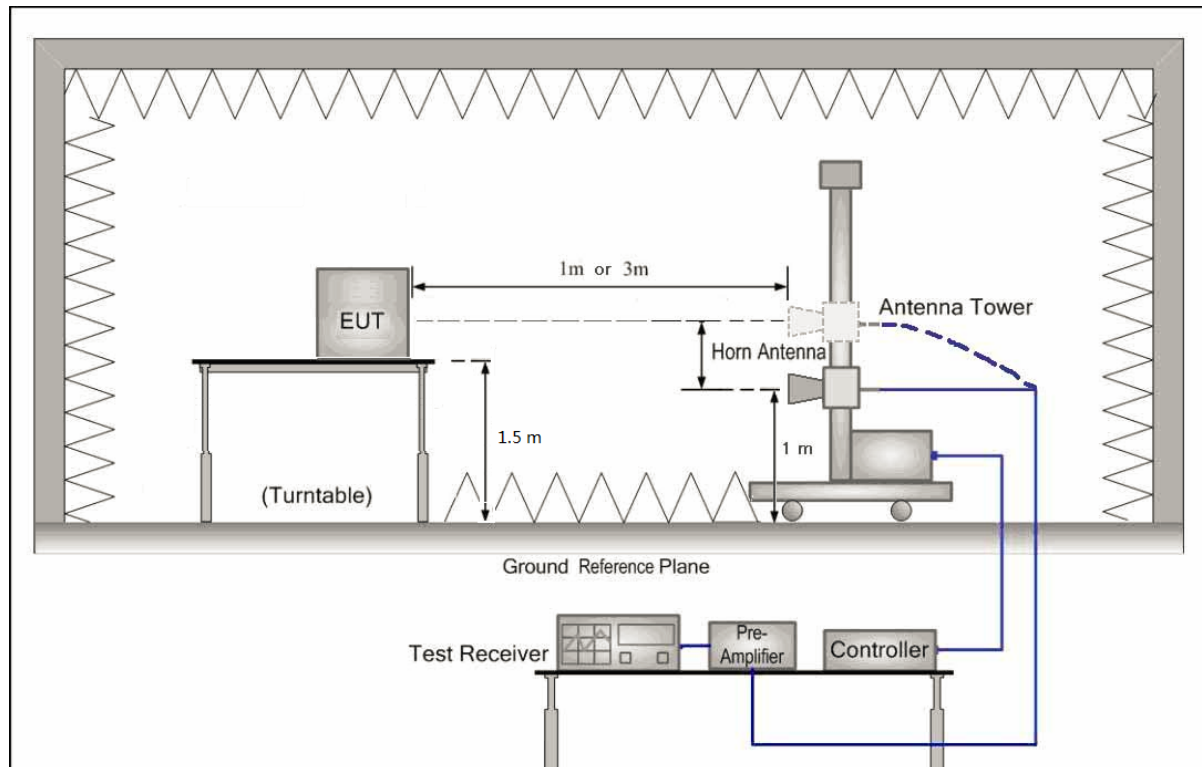 1m or 3m
EUT
Antenna Tower
Horn Antenna
1.5 m
1 m
(Turntable)
Ground Reference Plane
Test Receiver
Pre-
Amplifier
Controller